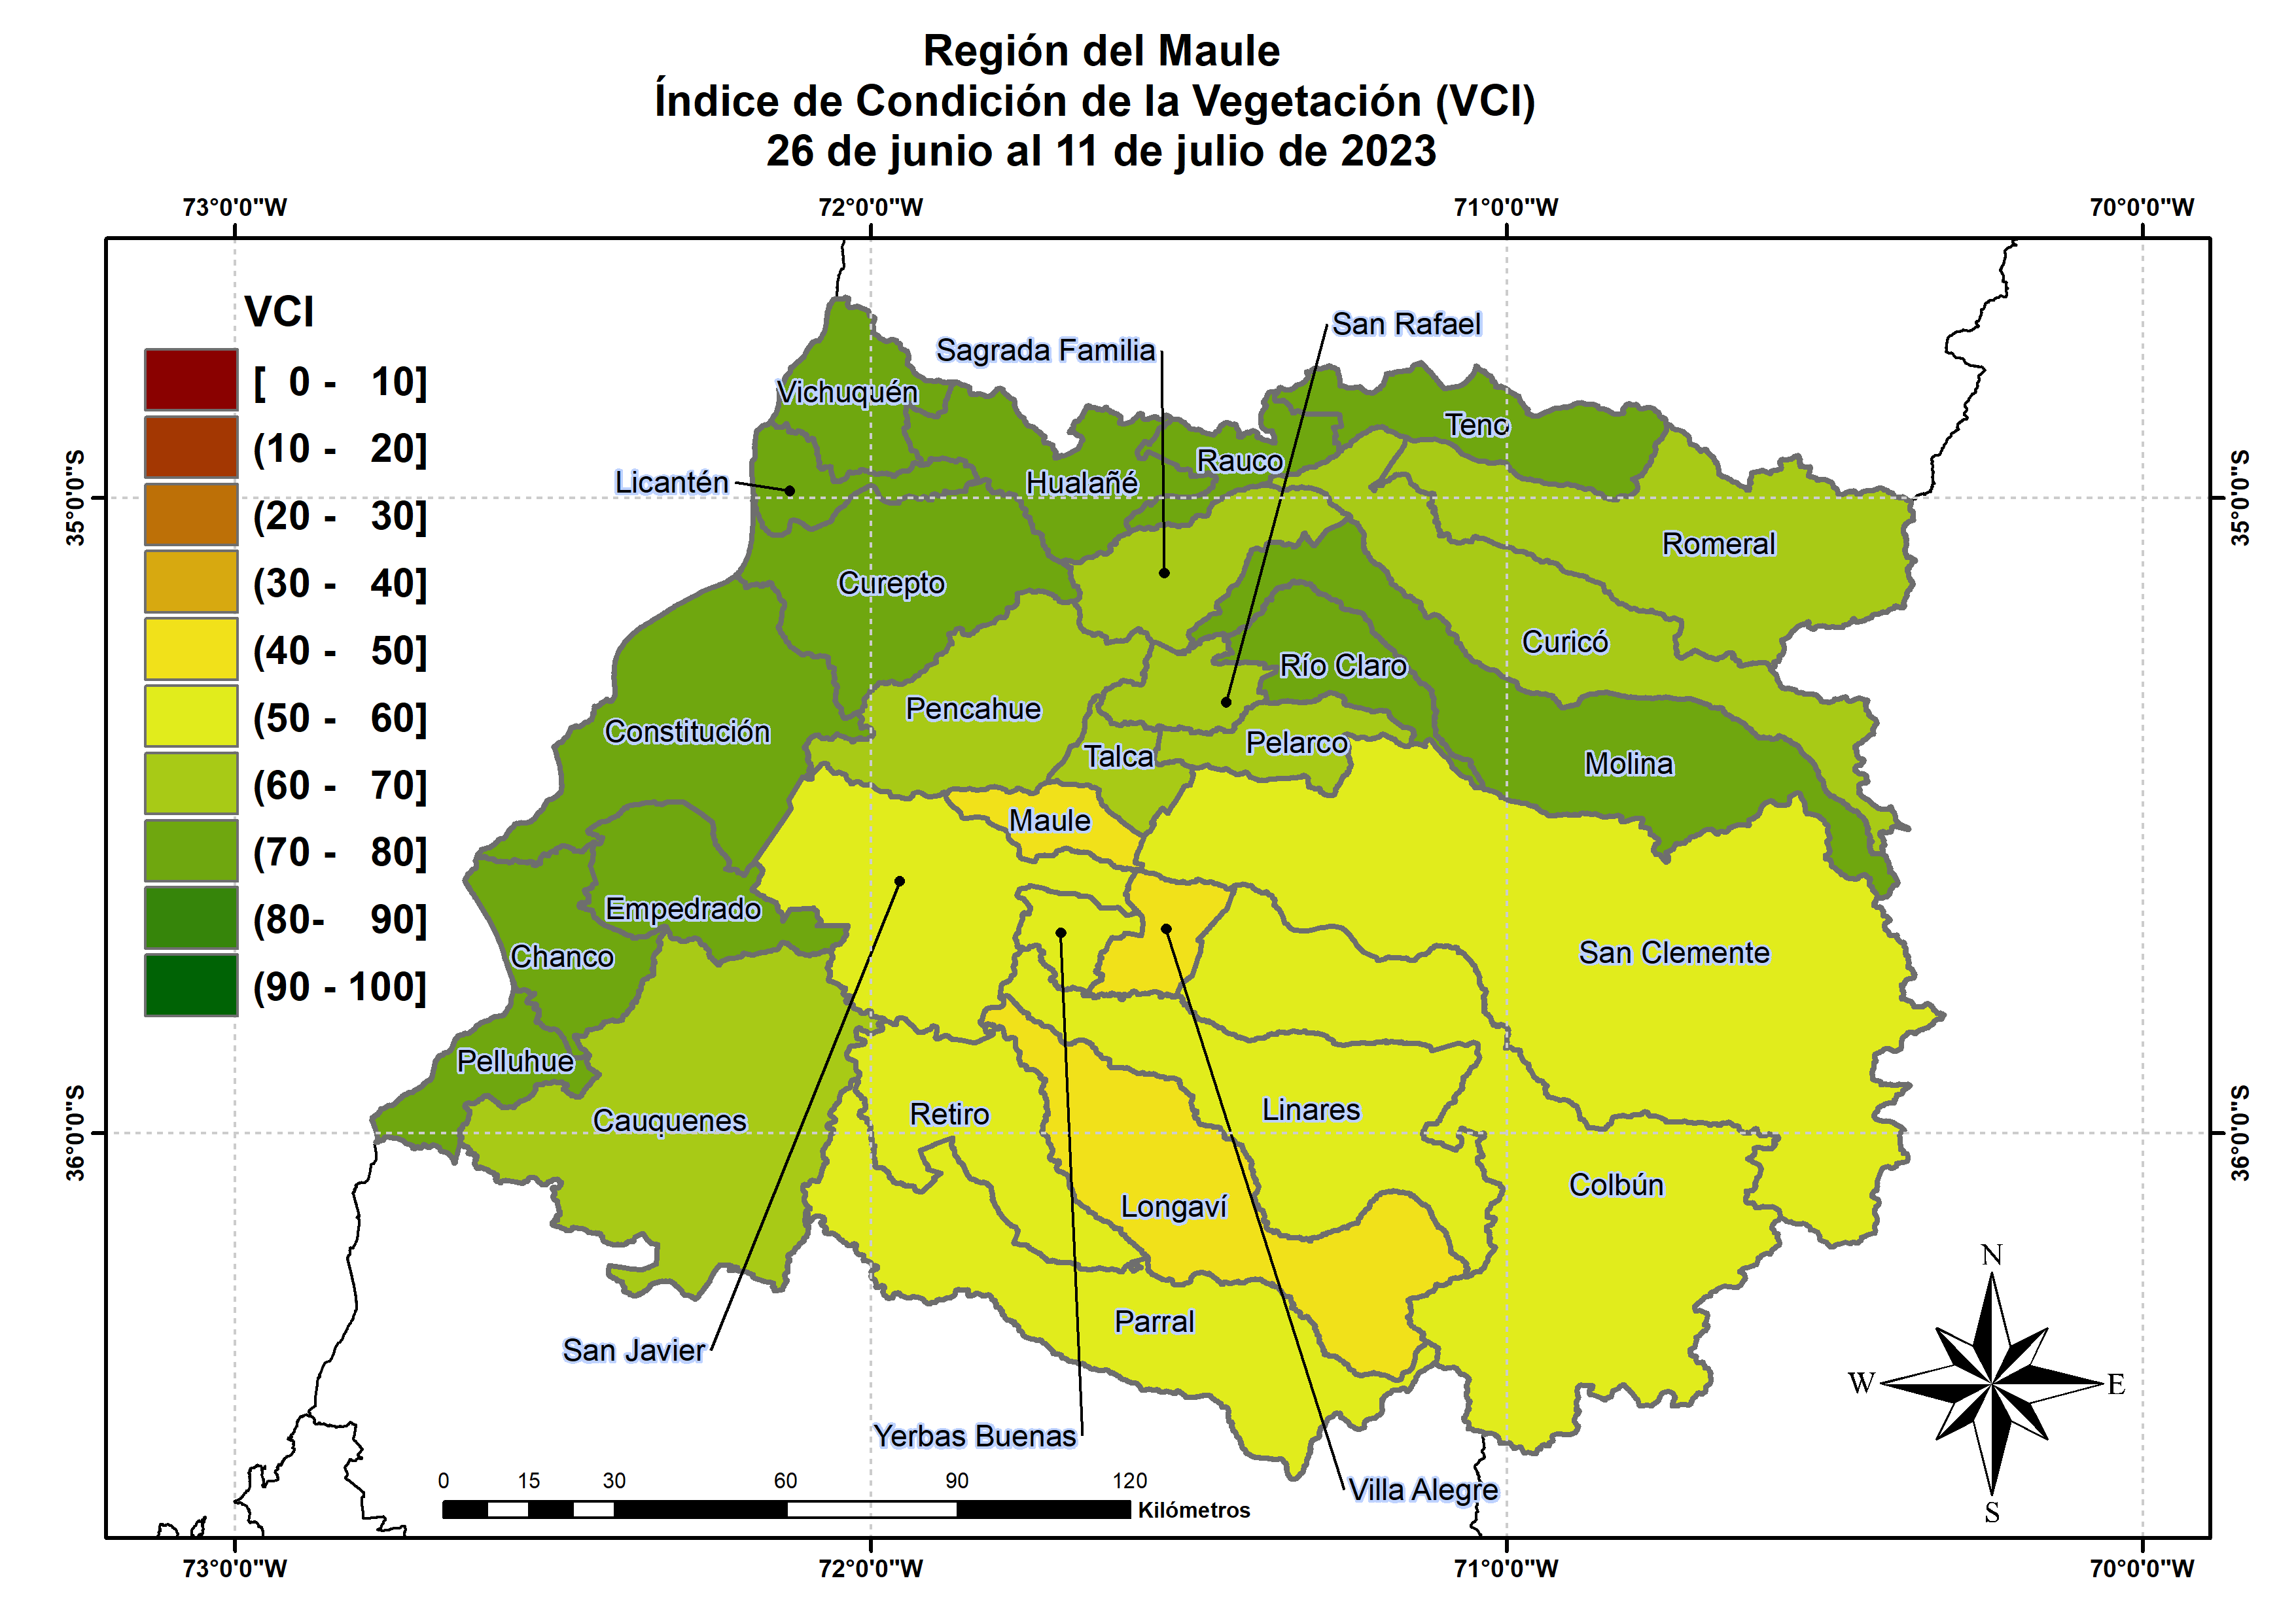 Región del Maule
Índice de Condición de la Vegetación (VCI)
26 de junio al 11 de julio de 2023
73°0'0"W
72°0'0"W
71°0'0"W
70°0'0"W
35°0'0"S
36°0'0"S
35°0'0"S
36°0'0"S
VCI
[ 0 - 10]
(10 - 20]
(20 - 30]
(30 - 40]
(40 - 50]
(50 - 60]
(60 - 70]
(70 - 80]
(80- 90]
(90 - 100]
San Rafael
Sagrada Familia
Vichuquén
Teno
Rauco
Licantén
Hualañé
Romeral
Curepto
Curicó
Río Claro
Pencahue
Constitución
Pelarco
Talca
Molina
Maule
Empedrado
San Clemente
Chanco
Pelluhue
Linares
Retiro
Cauquenes
Colbún
Longaví
Parral
San Javier
Yerbas Buenas
Villa Alegre
N
W
E
S
0 15 30 60 90 120
Kilómetros
73°0'0"W
72°0'0"W
71°0'0"W
70°0'0"W